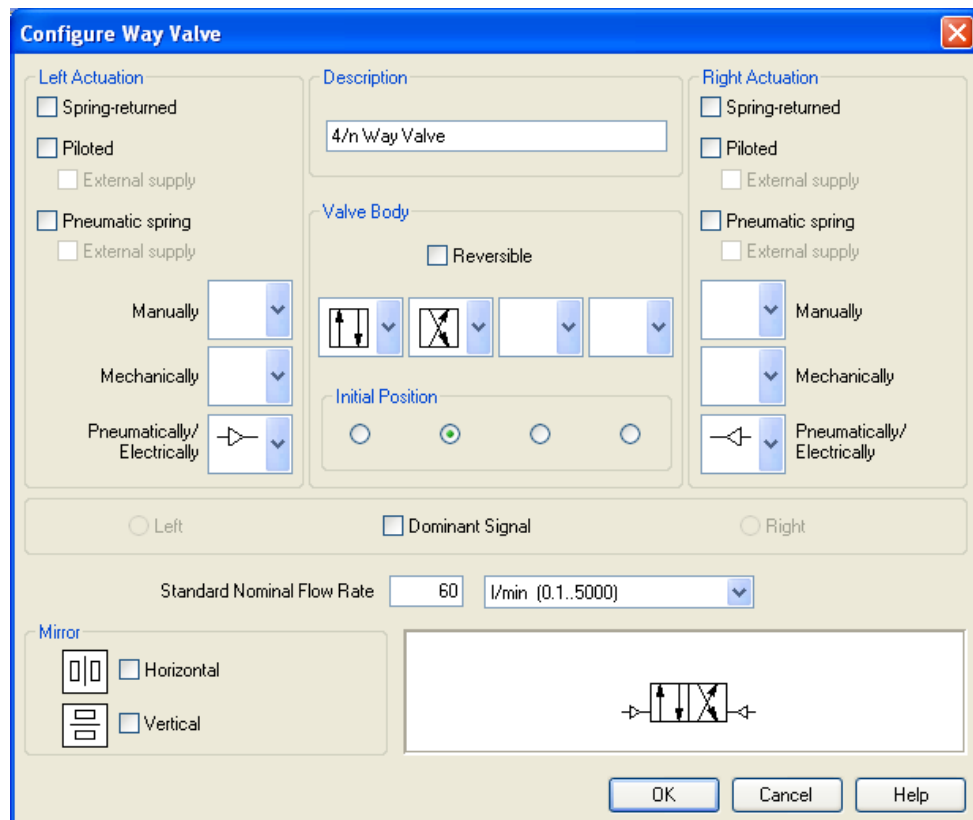 Configure Way Valve
Left Actuation
Spring-returned
Piloted
External supply
Pneumatic spring
External supply
Manually
Mechanically
Pneumatically/
Electrically
Description
4/n Way Valve
Valve Body
Reversible
Initial Position
Right Actuation
Spring-returned
Piloted
External supply
Pneumatic spring
External supply
Manually
Mechanically
Pneumatically/
Electrically
Left
Dominant Signal
Right
Standard Nominal Flow Rate 60 l/min (0.1..5000)
Mirror
Horizontal
Vertical
OK
Cancel
Help